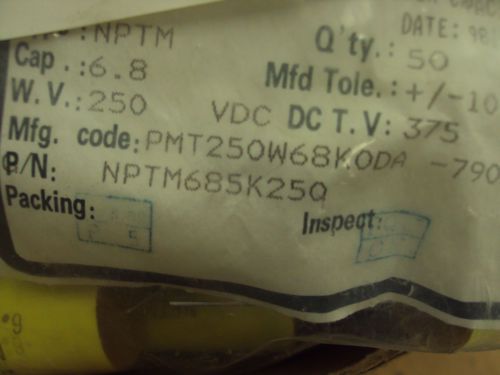 : NPTM
Cap .: 6.8
W.V.: 250 VDC
DATE: 98
Q'ty.: 50
Mfd Tole.: +/-10
DC T.V: 375
Mfg. code: PMT250W68K0DA -790
P/N: NPTM685K250
Packing:
Inspect: